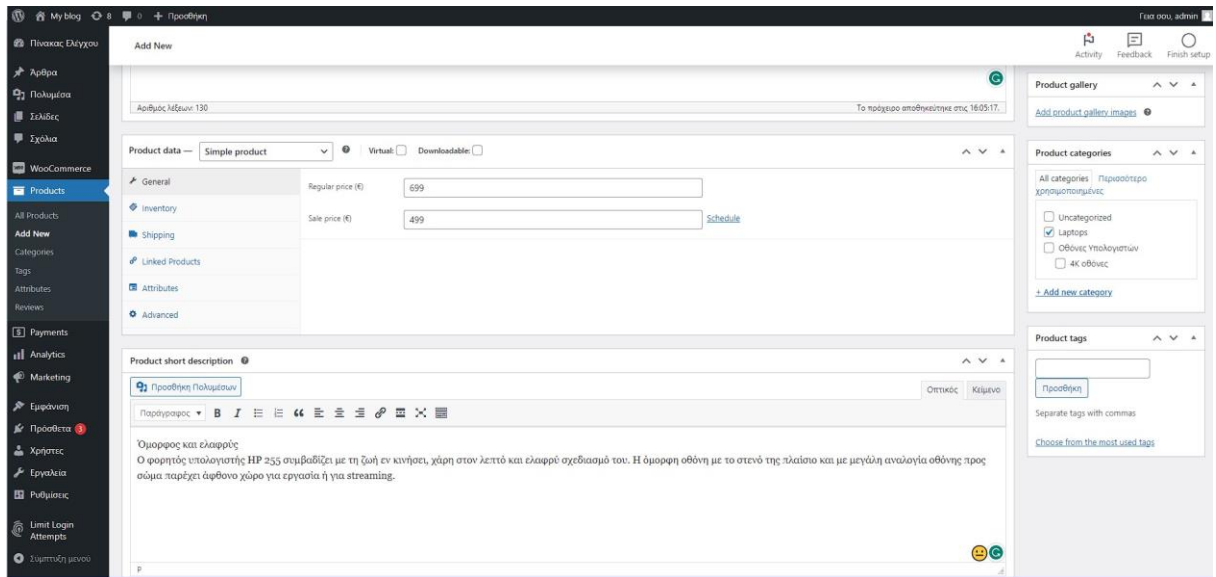 My blog 8 0 + Προσθήκη
Γεια σου, admin
Πίνακας Ελέγχου
Άρθρα
Πολυμέσα
Σελίδες
Σχόλια
WooCommerce
Products
All Products
Add New
Categories
Tags
Attributes
Reviews
Payments
Analytics
Marketing
Εμφάνιση
Πρόσθετα 3
Χρήστες
Εργαλεία
Ρυθμίσεις
Limit Login
Attempts
Σύμπτυξη μενού
Add New
Activity Feedback Finish setup
Αριθμός λέξεων: 130
Το πρόχειρο αποθηκεύτηκε στις 16:05:17.
Product data — Simple product Virtual: Downloadable:
General
Inventory
Shipping
Linked Products
Attributes
Advanced
Regular price (€) 699
Sale price (€) 499 Schedule
Product short description
Προσθήκη Πολυμέσων
Οπτικός Κείμενο
Παράγραφος B I
Όμορφος και ελαφρύς
Ο φορητός υπολογιστής HP 255 συμβαδίζει με τη ζωή εν κινήσει, χάρη στον λεπτό και ελαφρύ σχεδιασμό του. Η όμορφη οθόνη με το στενό της πλαίσιο και με μεγάλη αναλογία οθόνης προς
σώμα παρέχει άφθονο χώρο για εργασία ή για streaming.
P
Product gallery
Add product gallery images
Product categories
All categories Περισσότερο
χρησιμοποιημένες
Uncategorized
Laptops
Οθόνες Υπολογιστών
4K οθόνες
+ Add new category
Product tags
Προσθήκη
Separate tags with commas
Choose from the most used tags